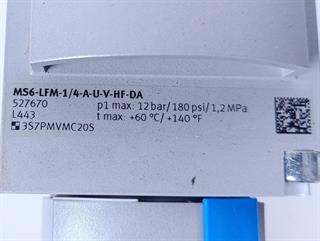 MS6-LFM-1/4-A-U-V-HF-DA
527670 p1 max: 12 bar/ 180 psi/ 1,2 MPa
L443 t max: +60 °C/ +140 °F
3S7PMVMC20S